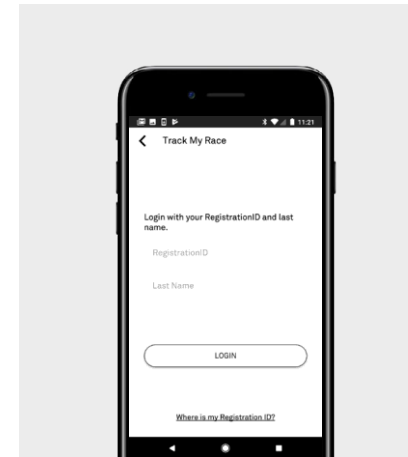 11:21
Track My Race
Login with your RegistrationID and last
name.
RegistrationID
Last Name
LOGIN
Where is my Registration ID?